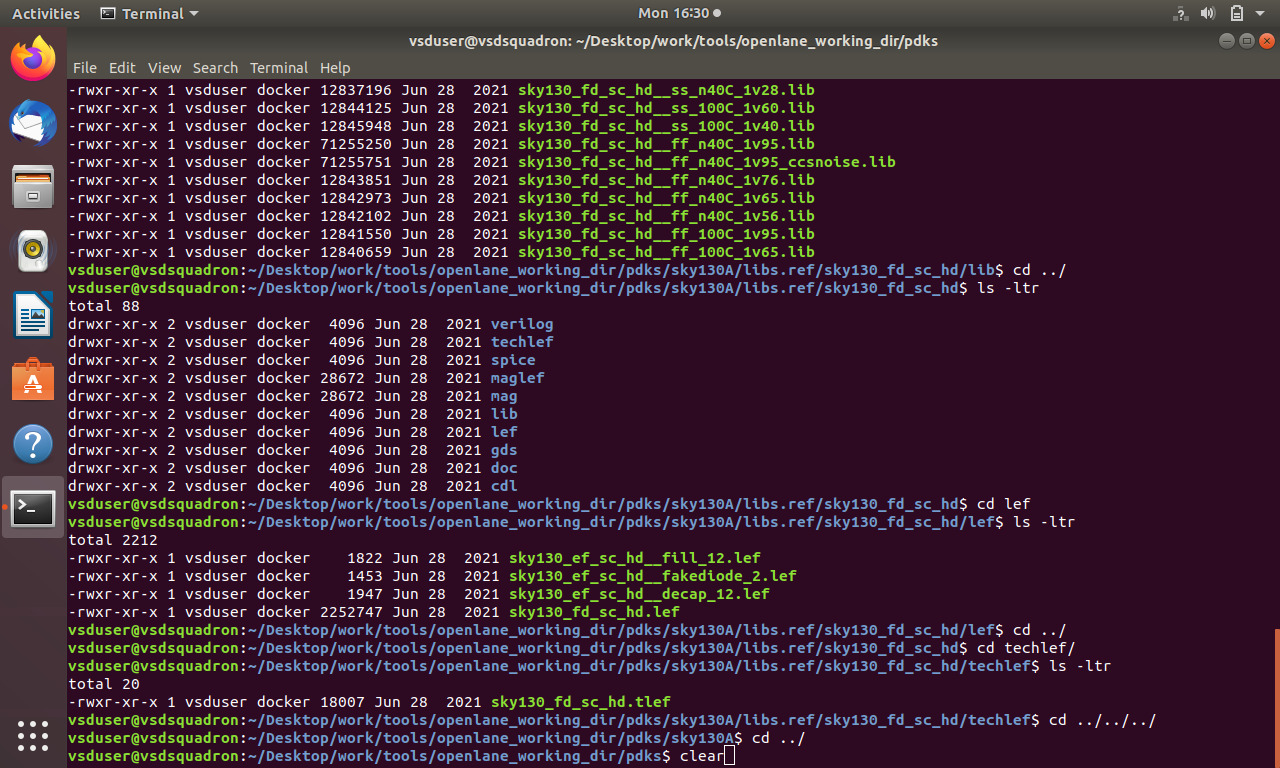 Activities Terminal Mon 16:30
vsduser@vsdsquadron: ~/Desktop/work/tools/openlane_working_dir/pdks
File Edit View Search Terminal Help
-rwxr-xr-x 1 vsduser docker 12837196 Jun 28  2021 sky130_fd_sc_hd__ss_n40C_1v28.lib
-rwxr-xr-x 1 vsduser docker 12844125 Jun 28  2021 sky130_fd_sc_hd__ss_100C_1v60.lib
-rwxr-xr-x 1 vsduser docker 12845948 Jun 28  2021 sky130_fd_sc_hd__ss_100C_1v40.lib
-rwxr-xr-x 1 vsduser docker 71255250 Jun 28  2021 sky130_fd_sc_hd__ff_n40C_1v95.lib
-rwxr-xr-x 1 vsduser docker 71255751 Jun 28  2021 sky130_fd_sc_hd__ff_n40C_1v95_ccsnoise.lib
-rwxr-xr-x 1 vsduser docker 12843851 Jun 28  2021 sky130_fd_sc_hd__ff_n40C_1v76.lib
-rwxr-xr-x 1 vsduser docker 12842973 Jun 28  2021 sky130_fd_sc_hd__ff_n40C_1v65.lib
-rwxr-xr-x 1 vsduser docker 12842102 Jun 28  2021 sky130_fd_sc_hd__ff_n40C_1v56.lib
-rwxr-xr-x 1 vsduser docker 12841550 Jun 28  2021 sky130_fd_sc_hd__ff_100C_1v95.lib
-rwxr-xr-x 1 vsduser docker 12840659 Jun 28  2021 sky130_fd_sc_hd__ff_100C_1v65.lib
vsduser@vsdsquadron:~/Desktop/work/tools/openlane_working_dir/pdks/sky130A/libs.ref/sky130_fd_sc_hd/lib$ cd ../
vsduser@vsdsquadron:~/Desktop/work/tools/openlane_working_dir/pdks/sky130A/libs.ref/sky130_fd_sc_hd$ ls -ltr
total 88
drwxr-xr-x 2 vsduser docker  4096 Jun 28  2021 verilog
drwxr-xr-x 2 vsduser docker  4096 Jun 28  2021 techlef
drwxr-xr-x 2 vsduser docker  4096 Jun 28  2021 spice
drwxr-xr-x 2 vsduser docker 28672 Jun 28  2021 maglef
drwxr-xr-x 2 vsduser docker 28672 Jun 28  2021 mag
drwxr-xr-x 2 vsduser docker  4096 Jun 28  2021 lib
drwxr-xr-x 2 vsduser docker  4096 Jun 28  2021 lef
drwxr-xr-x 2 vsduser docker  4096 Jun 28  2021 gds
drwxr-xr-x 2 vsduser docker  4096 Jun 28  2021 doc
drwxr-xr-x 2 vsduser docker  4096 Jun 28  2021 cdl
vsduser@vsdsquadron:~/Desktop/work/tools/openlane_working_dir/pdks/sky130A/libs.ref/sky130_fd_sc_hd$ cd lef
vsduser@vsdsquadron:~/Desktop/work/tools/openlane_working_dir/pdks/sky130A/libs.ref/sky130_fd_sc_hd/lef$ ls -ltr
total 2212
-rwxr-xr-x 1 vsduser docker    1822 Jun 28  2021 sky130_ef_sc_hd__fill_12.lef
-rwxr-xr-x 1 vsduser docker    1453 Jun 28  2021 sky130_ef_sc_hd__fakediode_2.lef
-rwxr-xr-x 1 vsduser docker    1947 Jun 28  2021 sky130_ef_sc_hd__decap_12.lef
-rwxr-xr-x 1 vsduser docker 2252747 Jun 28  2021 sky130_fd_sc_hd.lef
vsduser@vsdsquadron:~/Desktop/work/tools/openlane_working_dir/pdks/sky130A/libs.ref/sky130_fd_sc_hd/lef$ cd ../
vsduser@vsdsquadron:~/Desktop/work/tools/openlane_working_dir/pdks/sky130A/libs.ref/sky130_fd_sc_hd$ cd techlef/
vsduser@vsdsquadron:~/Desktop/work/tools/openlane_working_dir/pdks/sky130A/libs.ref/sky130_fd_sc_hd/techlef$ ls -ltr
total 20
-rwxr-xr-x 1 vsduser docker 18007 Jun 28  2021 sky130_fd_sc_hd.tlef
vsduser@vsdsquadron:~/Desktop/work/tools/openlane_working_dir/pdks/sky130A/libs.ref/sky130_fd_sc_hd/techlef$ cd ../../../
vsduser@vsdsquadron:~/Desktop/work/tools/openlane_working_dir/pdks/sky130A$ cd ../
vsduser@vsdsquadron:~/Desktop/work/tools/openlane_working_dir/pdks$ clear